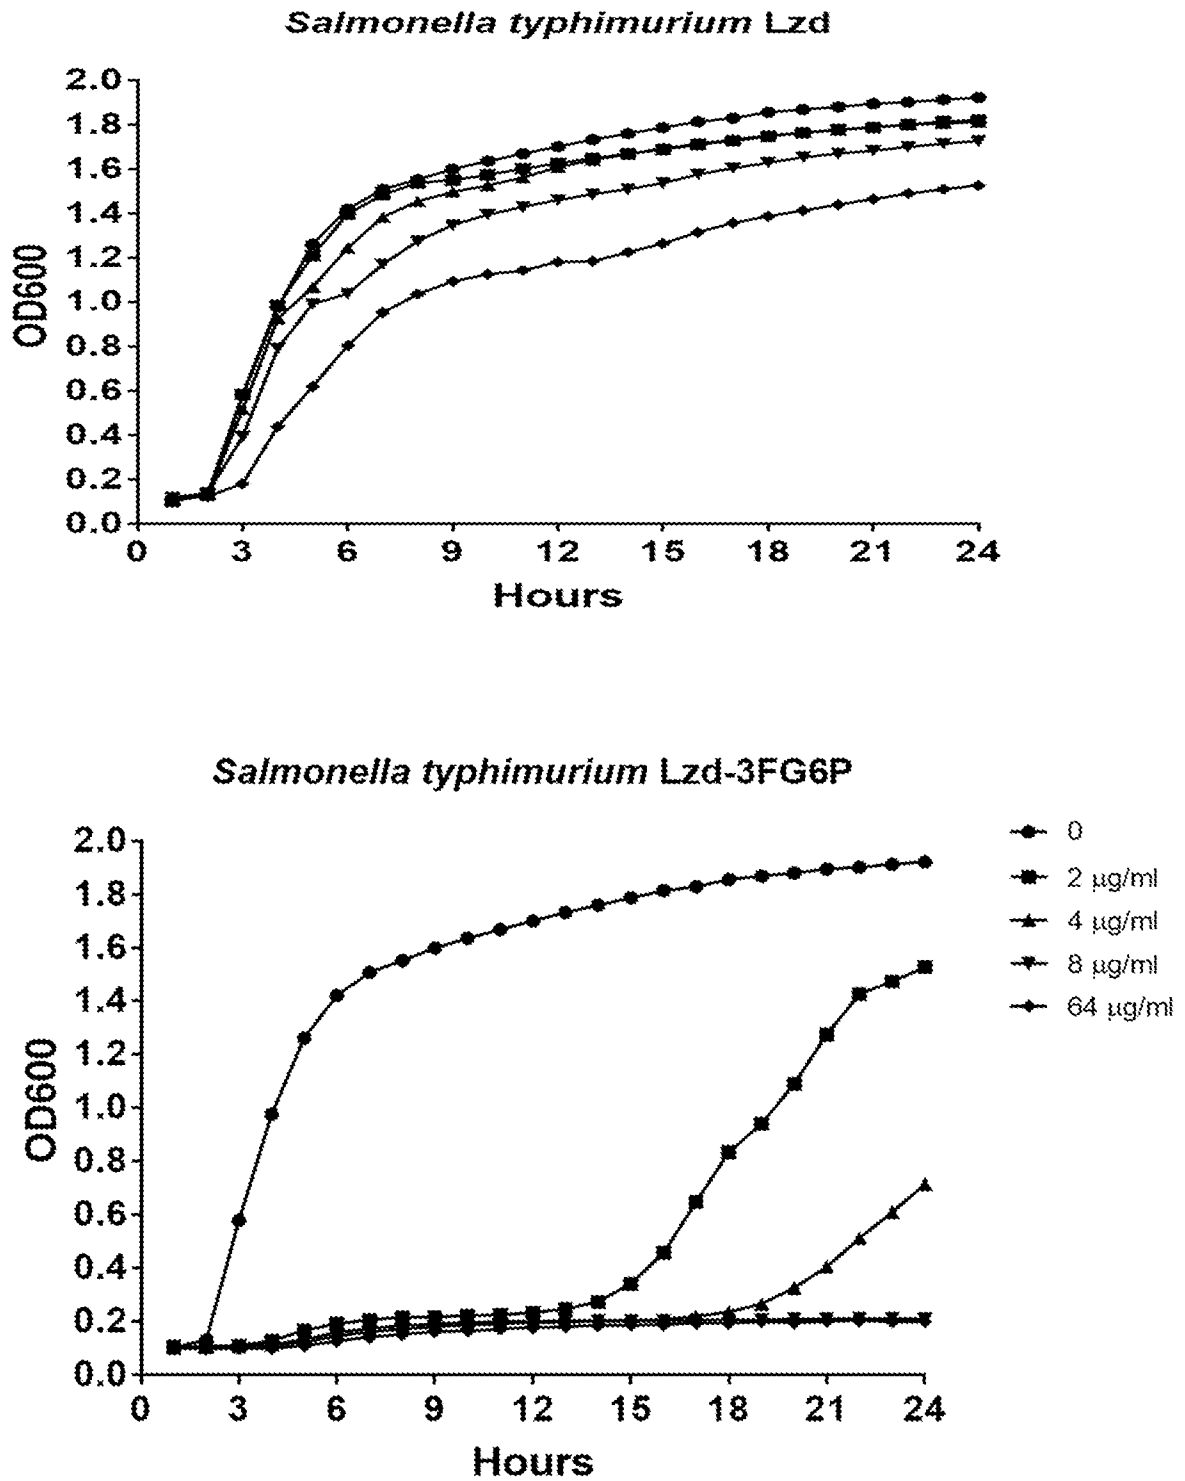 Salmonella typhimurium Lzd
OD600
2.0
1.8
1.6
1.4
1.2
1.0
0.8
0.6
0.4
0.2
0.0
0 3 6 9 12 15 18 21 24
Hours
Salmonella typhimurium Lzd-3FG6P
OD600
2.0
1.8
1.6
1.4
1.2
1.0
0.8
0.6
0.4
0.2
0.0
0 3 6 9 12 15 18 21 24
Hours
0
2 μg/ml
4 μg/ml
8 μg/ml
64 μg/ml